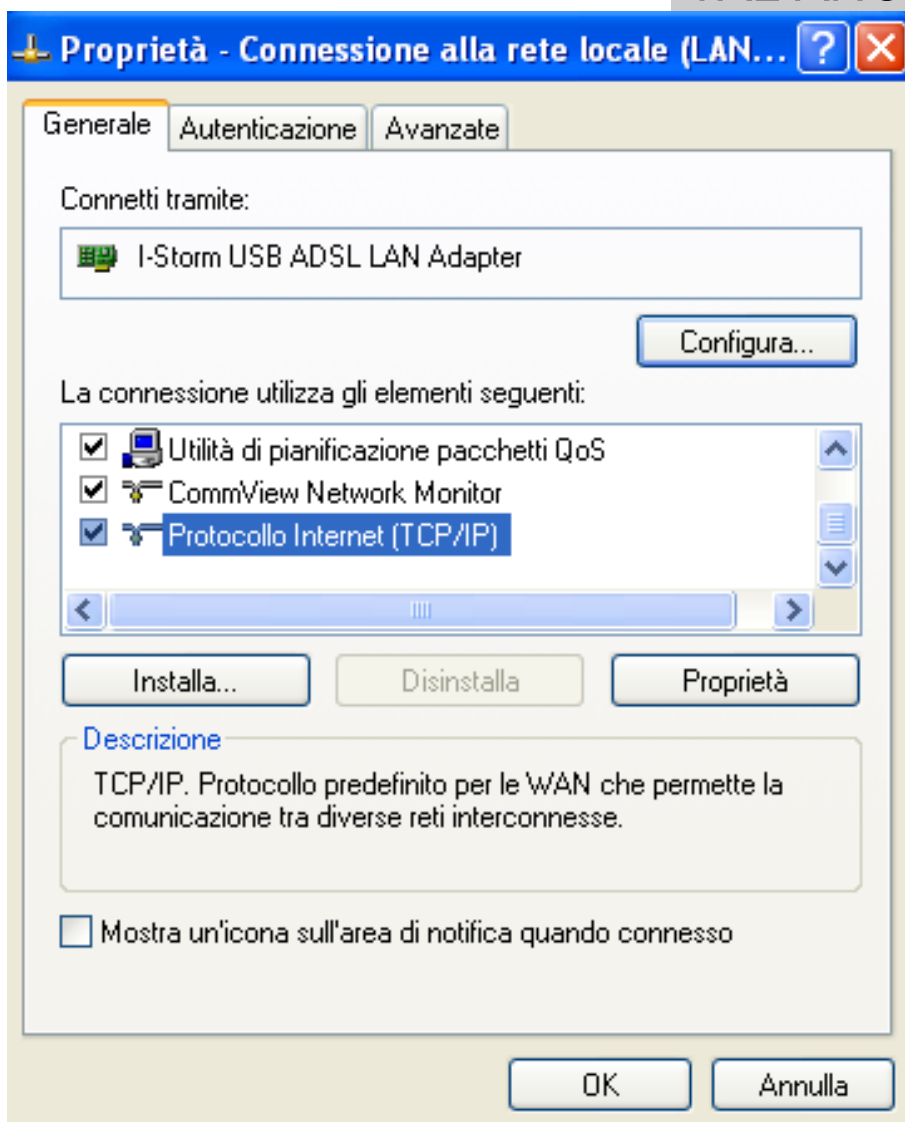 Proprietà - Connessione alla rete locale (LAN...
Generale
Autenticazione
Avanzate
Connetti tramite:
I-Storm USB ADSL LAN Adapter
Configura...
La connessione utilizza gli elementi seguenti:
Utilità di pianificazione pacchetti QoS
CommView Network Monitor
Protocollo Internet (TCP/IP)
Installa...
Disinstalla
Proprietà
Descrizione
TCP/IP. Protocollo predefinito per le WAN che permette la
comunicazione tra diverse reti interconnesse.
Mostra un'icona sull'area di notifica quando connesso
OK
Annulla